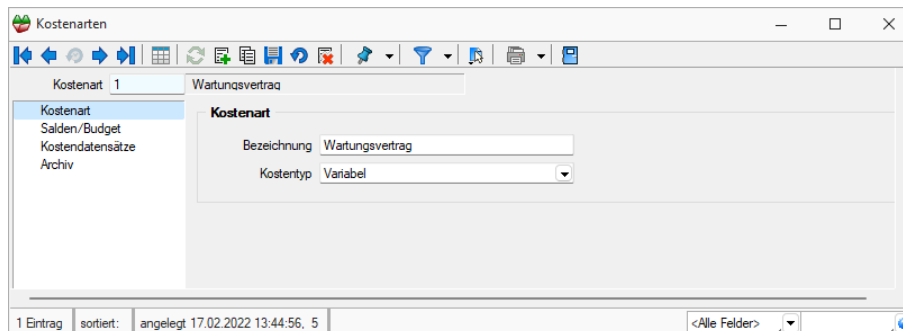 Kostenarten
Kostenart 1 Wartungsvertrag
Kostenart
Salden/Budget
Kostendatensätze
Archiv
Kostenart
Bezeichnung Wartungsvertrag
Kostentyp Variabel
1 Eintrag sortiert: angelegt 17.02.2022 13:44:56, 5 <Alle Felder>